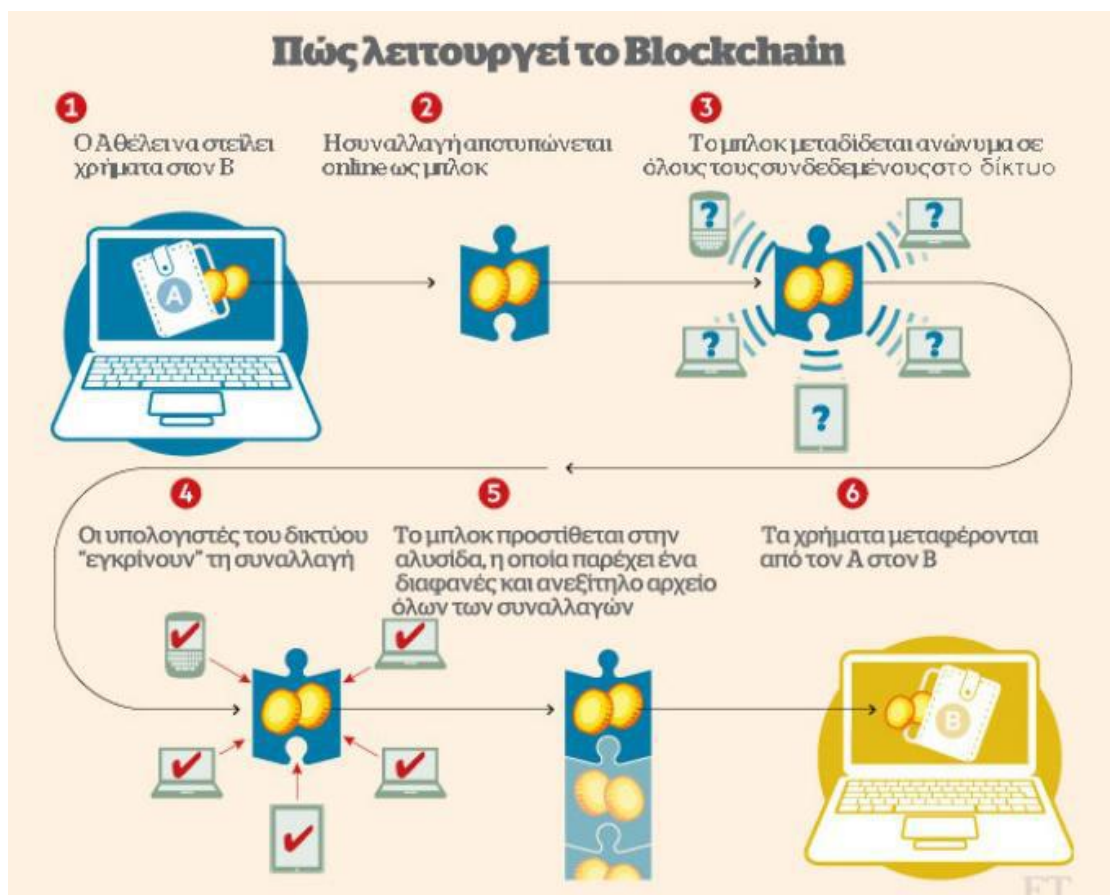 Πώς λειτουργεί το Blockchain
1
Ο Α θέλει να στείλει
χρήματα στον Β
2
Η συναλλαγή αποτυπώνεται
online ως μπλοκ
3
Το μπλοκ μεταδίδεται ανώνυμα σε
όλους τους συνδεδεμένους στο δίκτυο
A
?
?
?
?
?
4
Οι υπολογιστές του δικτύου
"εγκρίνουν" τη συναλλαγή
5
Το μπλοκ προστίθεται στην
αλυσίδα, η οποία παρέχει ένα
διαφανές και ανεξίτηλο αρχείο
όλων των συναλλαγών
6
Τα χρήματα μεταφέρονται
από τον Α στον Β
B
FT